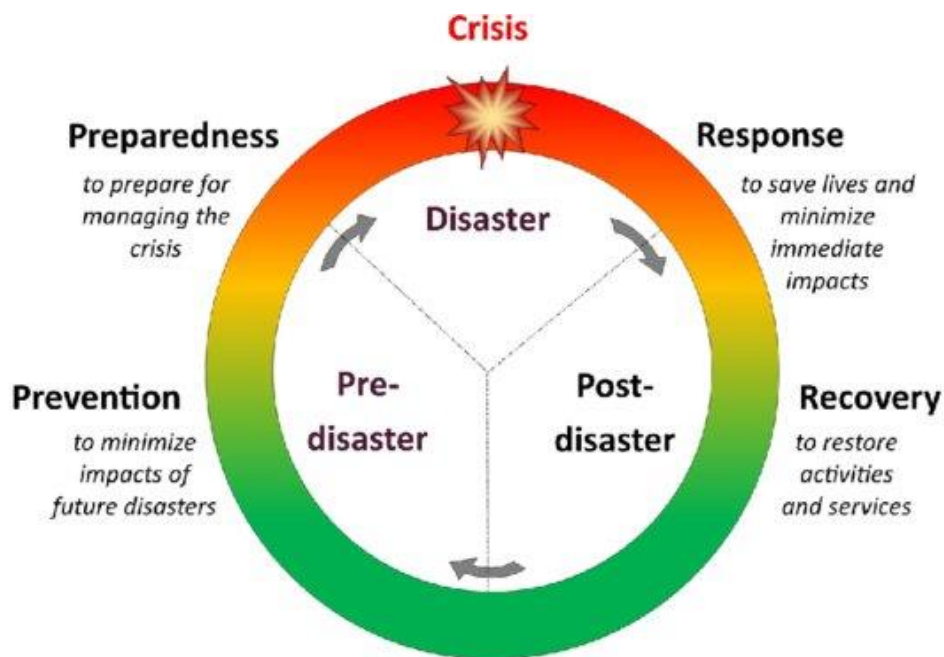 Crisis
Preparedness
to prepare for
managing the
crisis
Response
to save lives and
minimize
immediate
impacts
Disaster
Prevention
to minimize
impacts of
future disasters
Pre-
disaster
Post-
disaster
Recovery
to restore
activities
and services